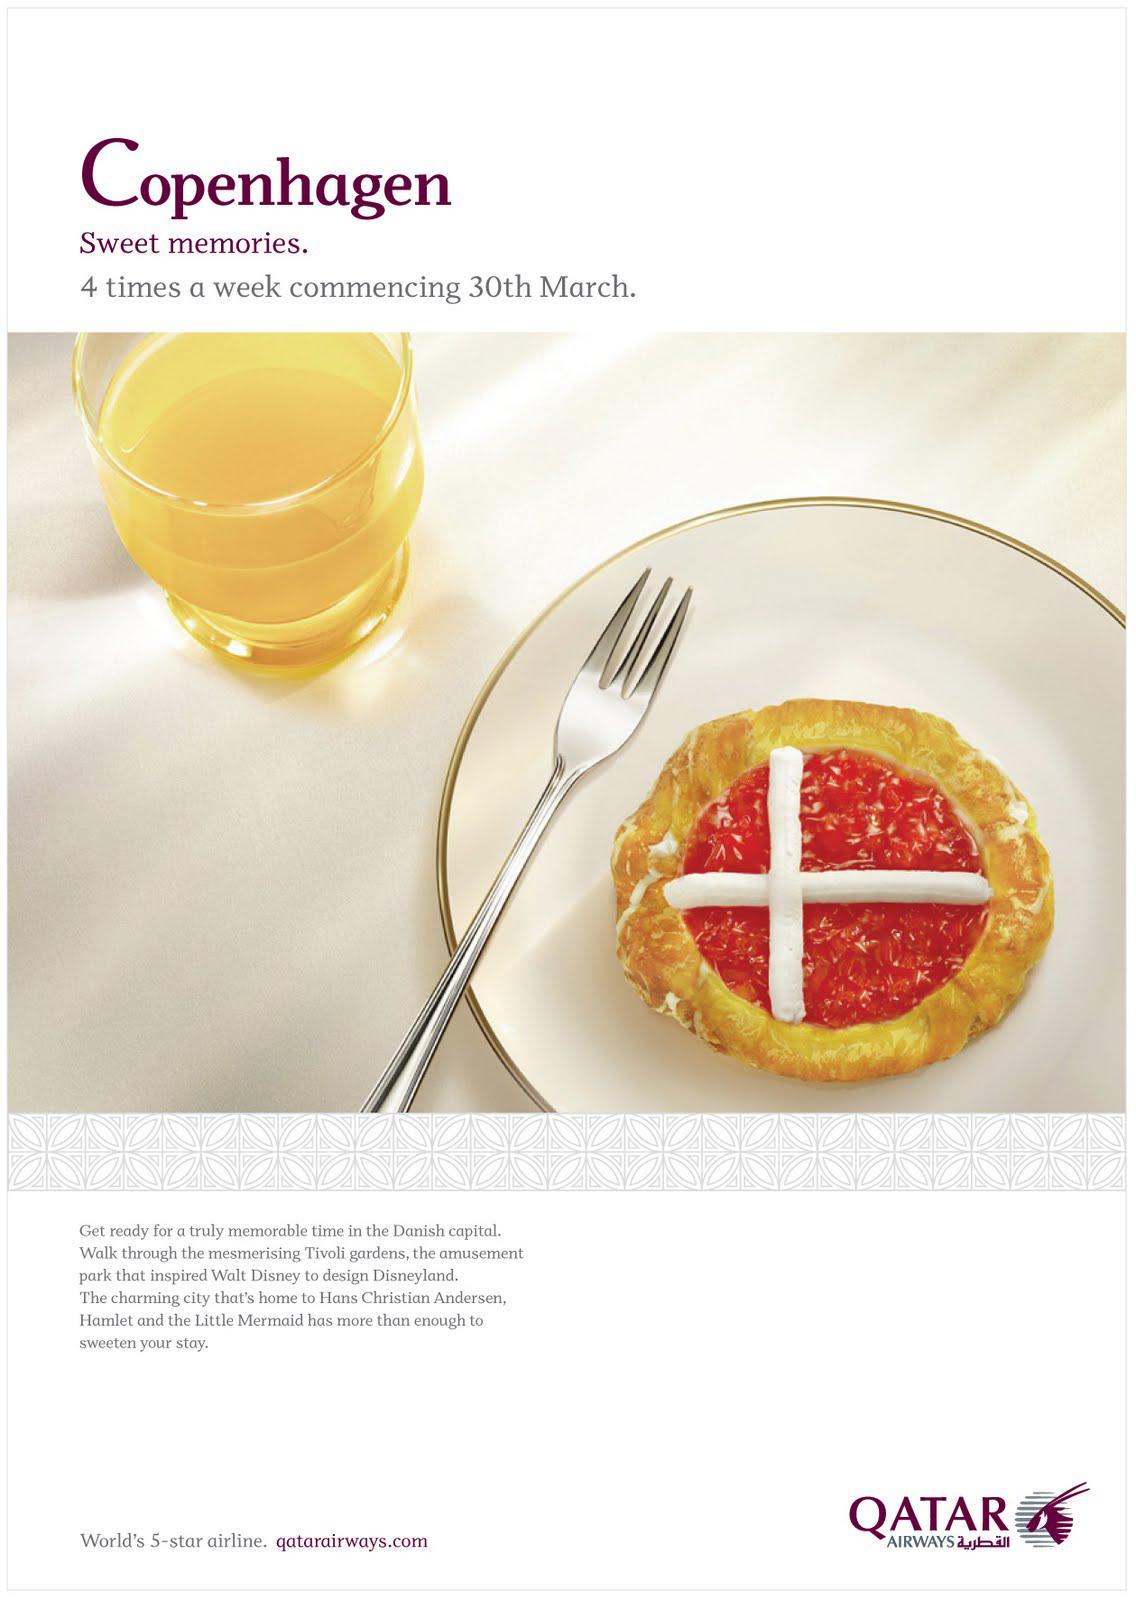 Copenhagen
Sweet memories.
4 times a week commencing 30th March.
Get ready for a truly memorable time in the Danish capital.
Walk through the mesmerising Tivoli gardens, the amusement
park that inspired Walt Disney to design Disneyland.
The charming city that's home to Hans Christian Andersen,
Hamlet and the Little Mermaid has more than enough to
sweeten your stay.
QATAR
AIRWAYS القطرية
World's 5-star airline. qatarairways.com